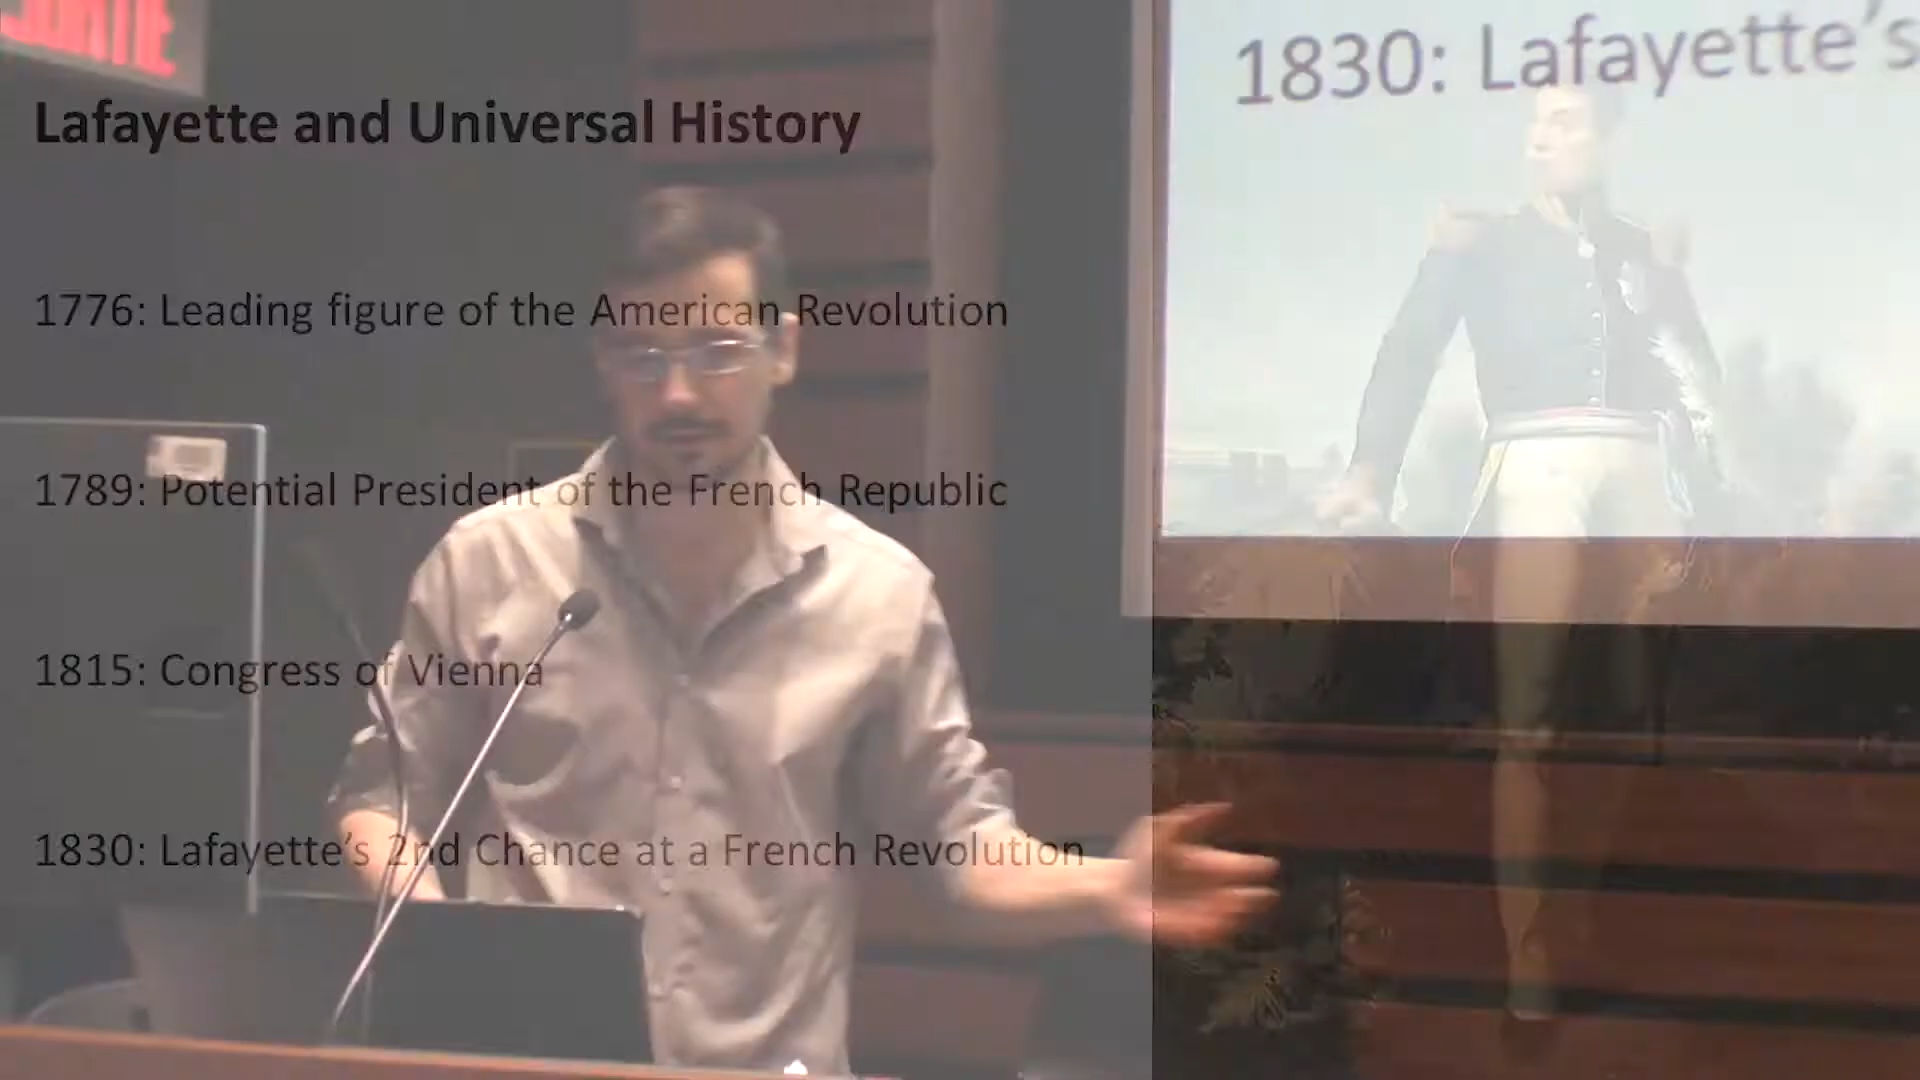 SORTIE
1830: Lafayette's
Lafayette and Universal History
1776: Leading figure of the American Revolution
1789: Potential President of the French Republic
1815: Congress of Vienna
1830: Lafayette's 2nd Chance at a French Revolution